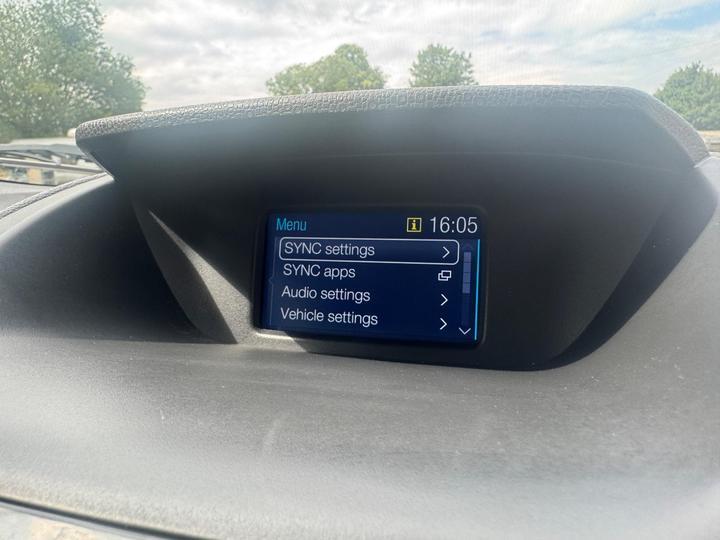 Menu i 16:05
SYNC settings
SYNC apps
Audio settings
Vehicle settings